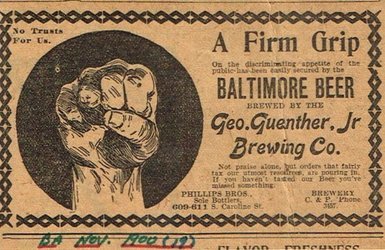 No Trusts
For Us.
A Firm Grip
On the discriminating appetite of the
public has been easily secured by the
BALTIMORE BEER
BREWED BY THE
Geo. Guenther, Jr
Brewing Co.
Not praise alone, but orders that fairly
tax our utmost resources, are pouring in.
If you haven't tasked our Beer you've
missed something.
PHILLIPS BROS.,
Sole Bottlers,
609-611 S. Caroline St.
BREWERY
C. & P. Phone
3457.
BA NOV. 1900 (19)
FLAVOR FRESHNESS